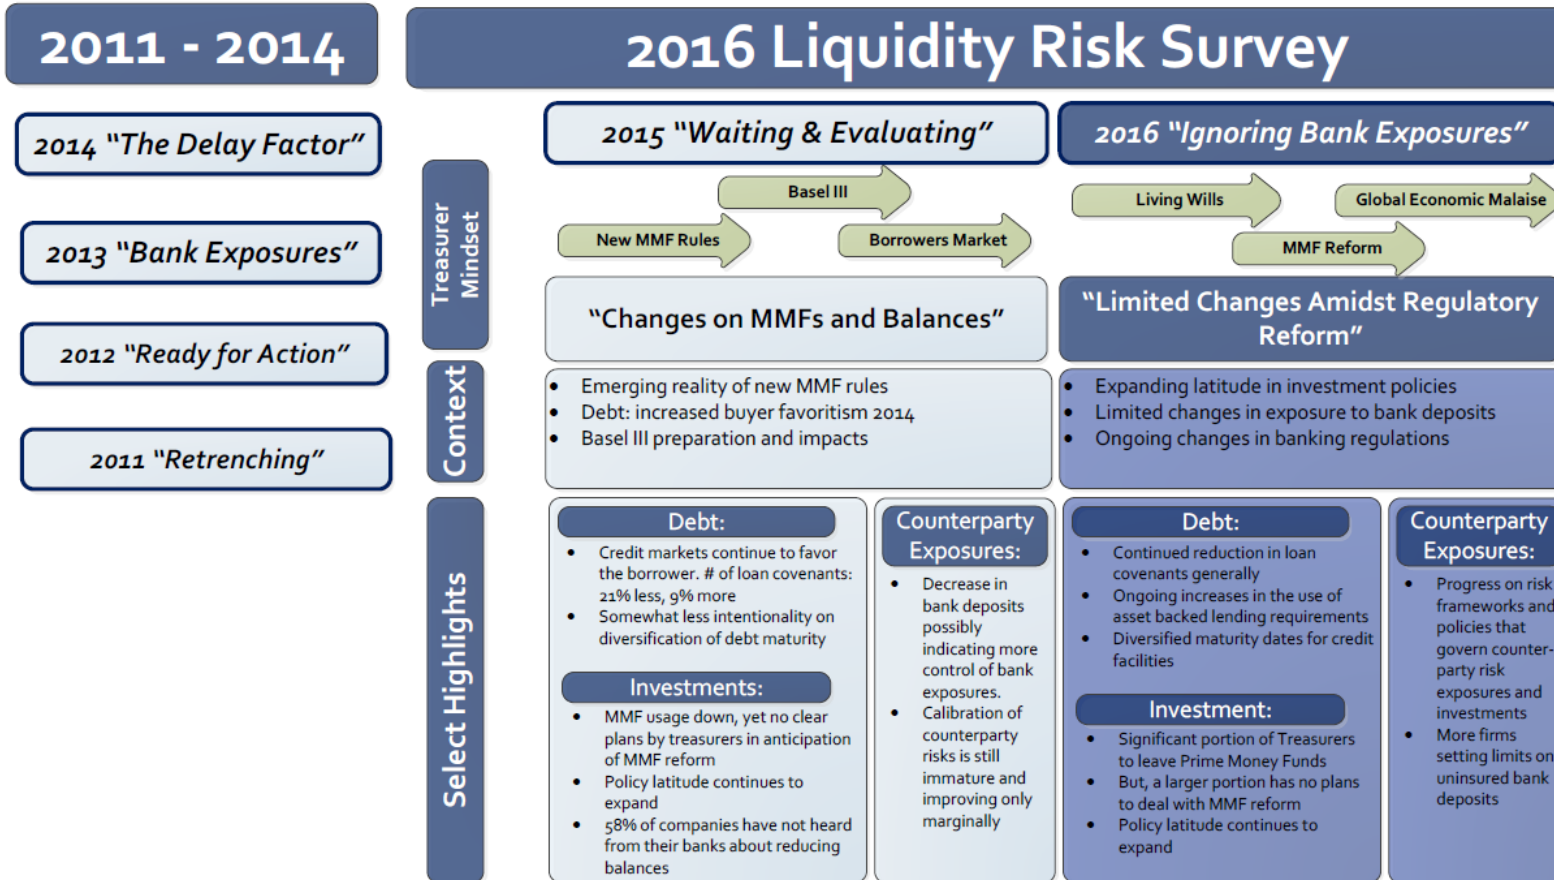 2011 - 2014
2014 “The Delay Factor”
2013 “Bank Exposures”
2012 “Ready for Action”
2011 “Retrenching”
2016 Liquidity Risk Survey
Treasurer
Mindset
Context
Select Highlights
2015 “Waiting & Evaluating”
New MMF Rules
Basel III
Borrowers Market
“Changes on MMFs and Balances”
• Emerging reality of new MMF rules
• Debt: increased buyer favoritism 2014
• Basel III preparation and impacts
Debt:
• Credit markets continue to favor
the borrower. # of loan covenants:
21% less, 9% more
• Somewhat less intentionality on
diversification of debt maturity
Investments:
• MMF usage down, yet no clear
plans by treasurers in anticipation
of MMF reform
• Policy latitude continues to
expand
• 58% of companies have not heard
from their banks about reducing
balances
Counterparty
Exposures:
• Decrease in
bank deposits
possibly
indicating more
control of bank
exposures.
• Calibration of
counterparty
risks is still
immature and
improving only
marginally
2016 “Ignoring Bank Exposures”
Living Wills
MMF Reform
Global Economic Malaise
“Limited Changes Amidst Regulatory
Reform”
• Expanding latitude in investment policies
• Limited changes in exposure to bank deposits
• Ongoing changes in banking regulations
Debt:
• Continued reduction in loan
covenants generally
• Ongoing increases in the use of
asset backed lending requirements
• Diversified maturity dates for credit
facilities
Investment:
• Significant portion of Treasurers
to leave Prime Money Funds
• But, a larger portion has no plans
to deal with MMF reform
• Policy latitude continues to
expand
Counterparty
Exposures:
• Progress on risk
frameworks and
policies that
govern counter-
party risk
exposures and
investments
• More firms
setting limits on
uninsured bank
deposits